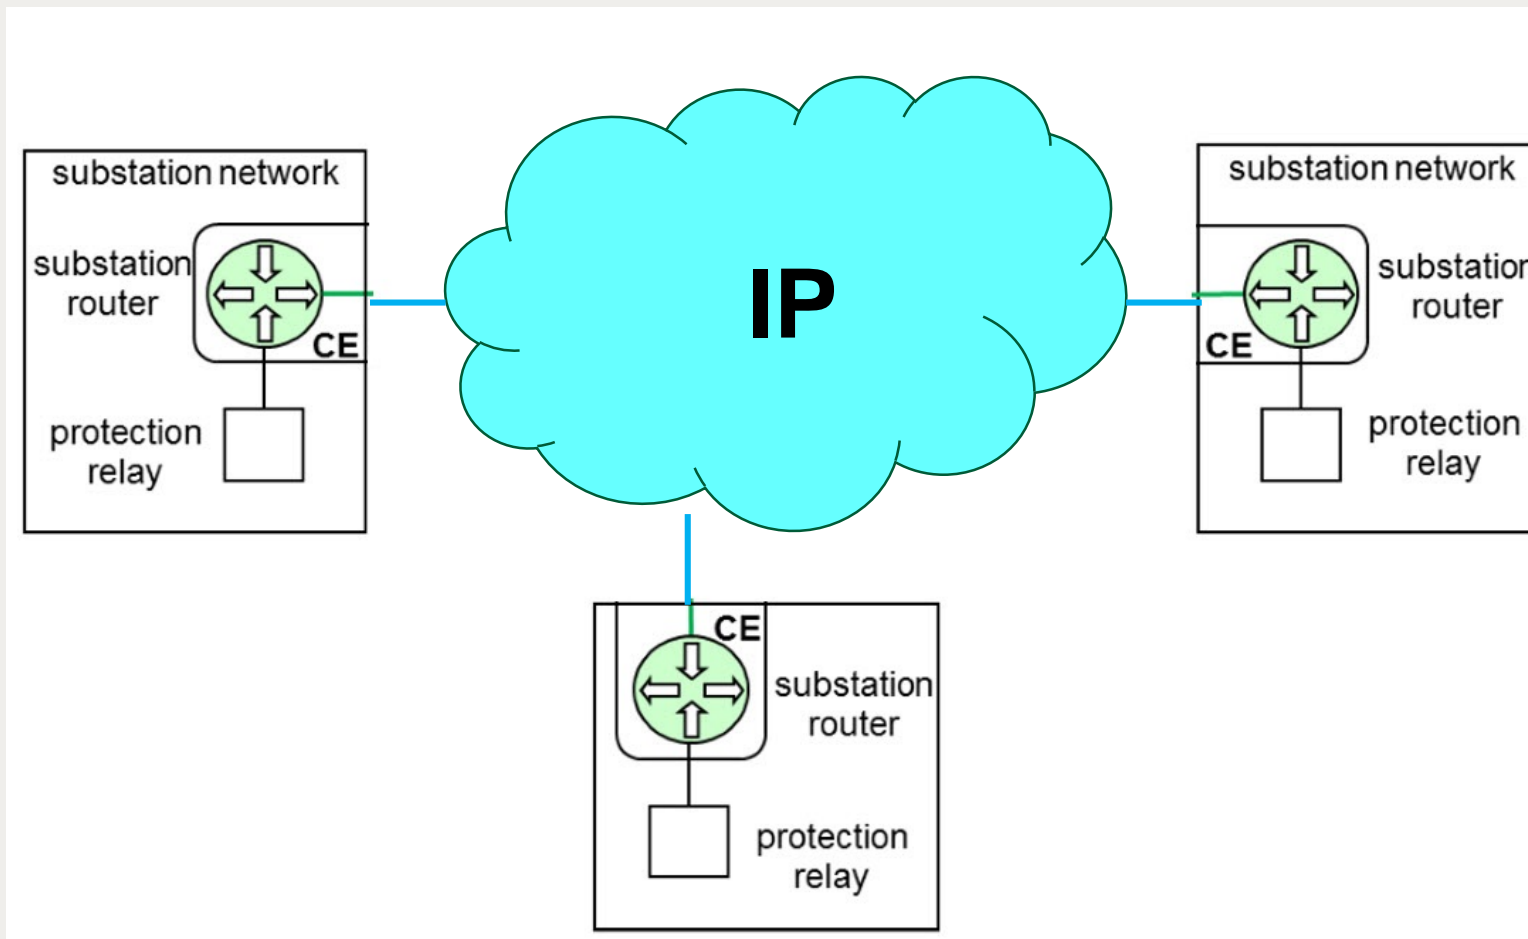 substation network
substation
router
CE
protection
relay
IP
substation network
substation
router
CE
protection
relay
CE
substation
router
protection
relay